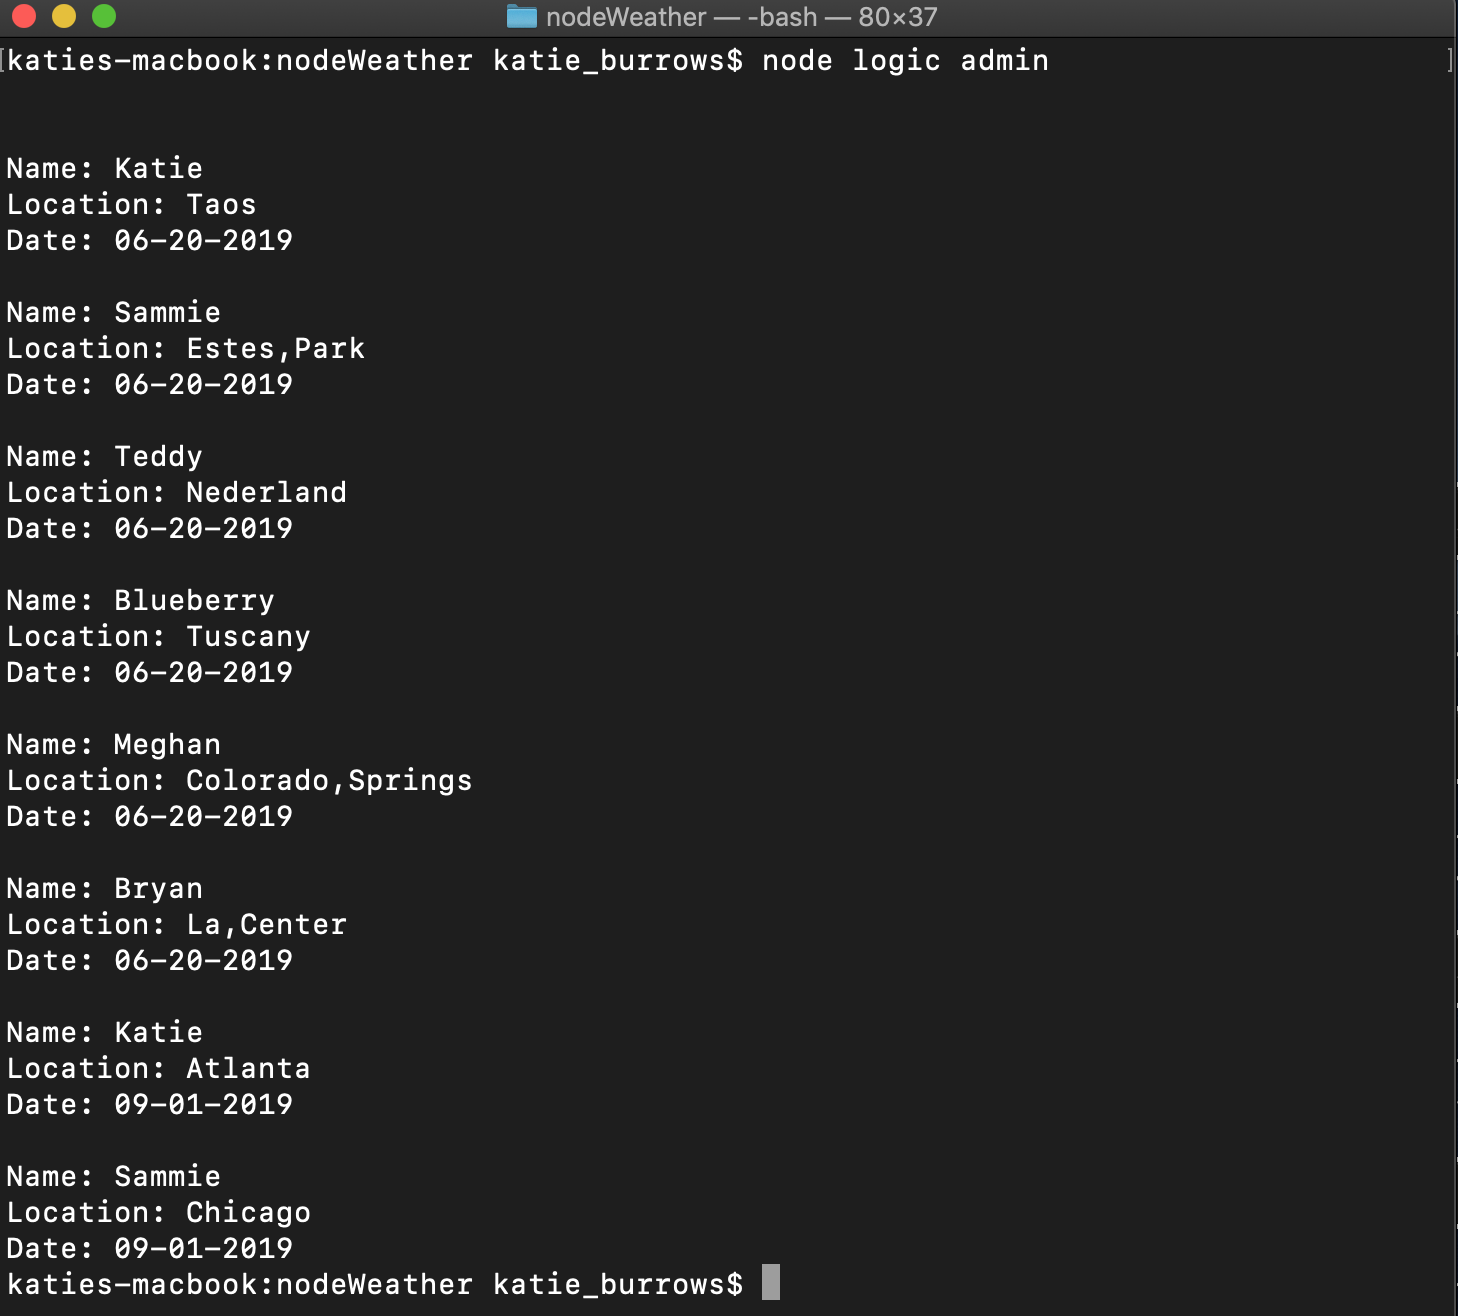 nodeWeather — -bash — 80×37
[katies-macbook:nodeWeather katie_burrows$ node logic admin ]
Name: Katie
Location: Taos
Date: 06-20-2019
Name: Sammie
Location: Estes,Park
Date: 06-20-2019
Name: Teddy
Location: Nederland
Date: 06-20-2019
Name: Blueberry
Location: Tuscany
Date: 06-20-2019
Name: Meghan
Location: Colorado,Springs
Date: 06-20-2019
Name: Bryan
Location: La,Center
Date: 06-20-2019
Name: Katie
Location: Atlanta
Date: 09-01-2019
Name: Sammie
Location: Chicago
Date: 09-01-2019
katies-macbook:nodeWeather katie_burrows$